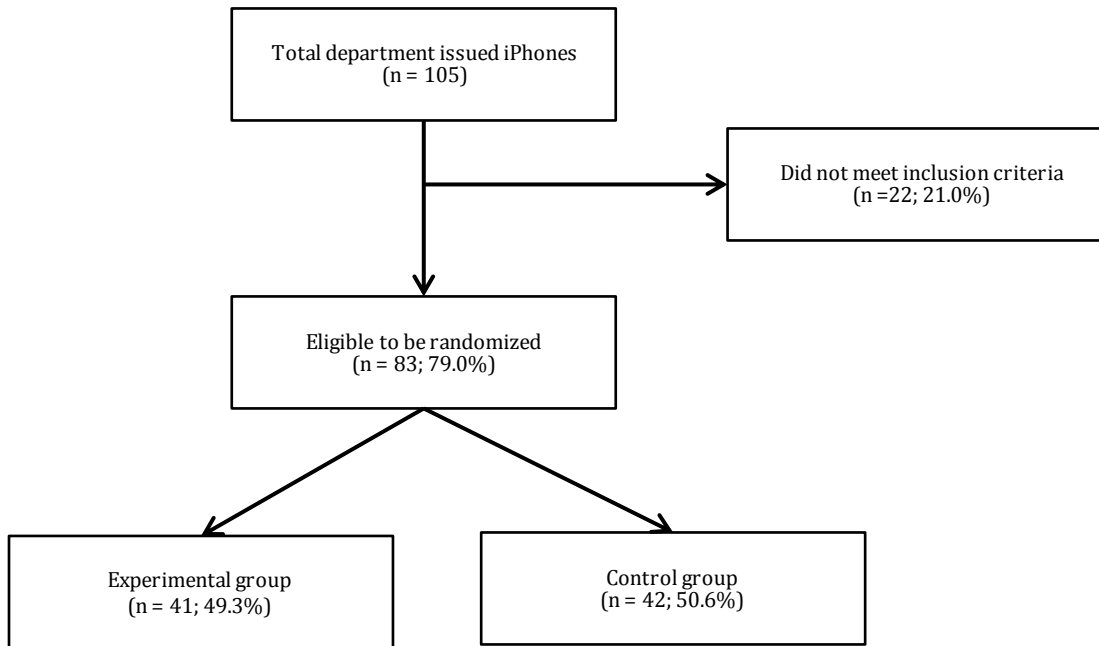 Total department issued iPhones
(n = 105)
Did not meet inclusion criteria
(n =22; 21.0%)
Eligible to be randomized
(n = 83; 79.0%)
Experimental group
(n = 41; 49.3%)
Control group
(n = 42; 50.6%)